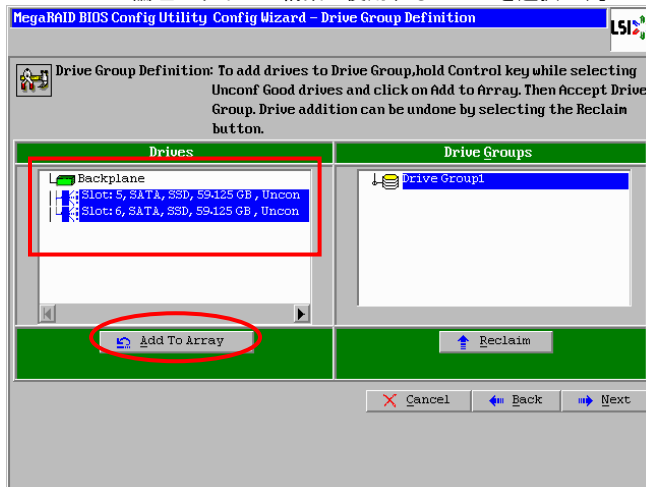 MegaRAID BIOS Config Utility Config Wizard – Drive Group Definition
LSI
Drive Group Definition: To add drives to Drive Group,hold Control key while selecting
Unconf Good drives and click on Add to Array. Then Accept Drive
Group. Drive addition can be undone by selecting the Reclaim
button.
Drives
Drive Groups
Backplane
Slot: 5, SATA, SSD, 59.125 GB , Uncon
Slot: 6, SATA, SSD, 59.125 GB , Uncon
Drive Group1
Add To Array
Reclaim
Cancel
Back
Next